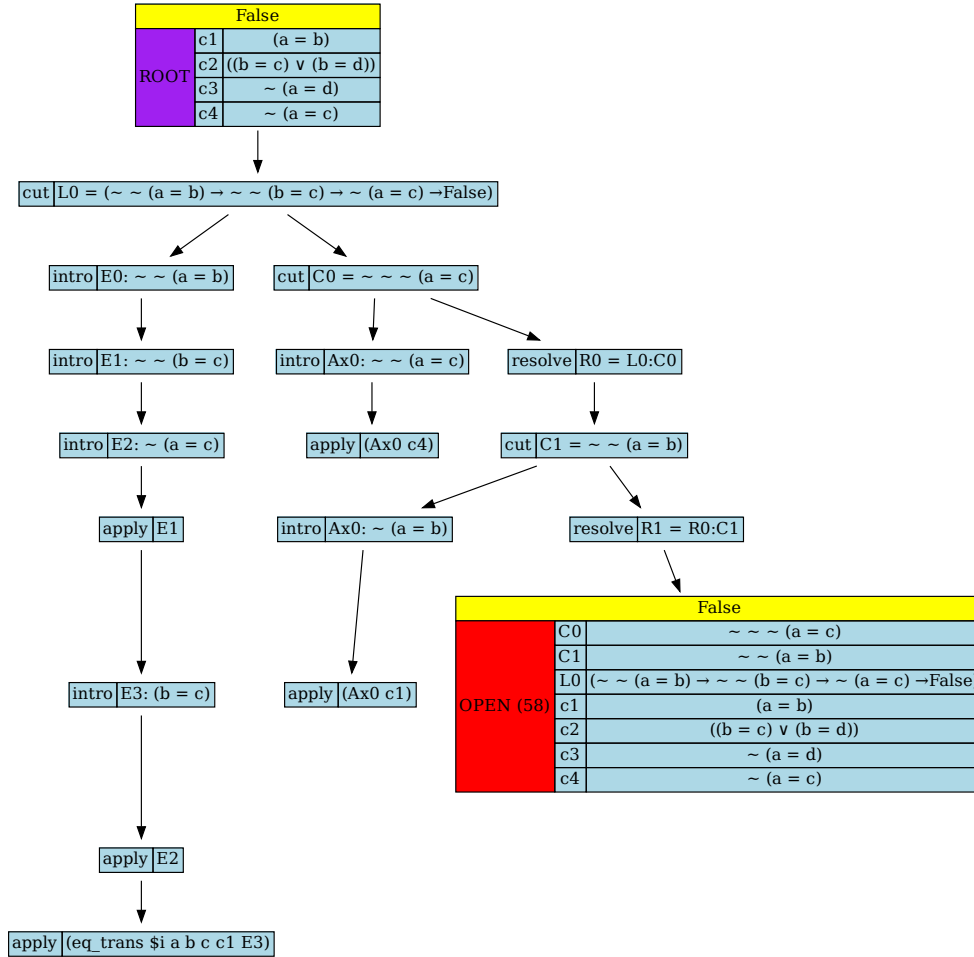 False
ROOT
c1 (a = b)
c2 ((b = c) ∨ (b = d))
c3 ~ (a = d)
c4 ~ (a = c)
cut L0 = (~ ~ (a = b) → ~ ~ (b = c) → ~ (a = c) →False)
intro E0: ~ ~ (a = b)
cut C0 = ~ ~ ~ (a = c)
intro E1: ~ ~ (b = c)
intro Ax0: ~ ~ (a = c)
resolve R0 = L0:C0
intro E2: ~ (a = c)
apply (Ax0 c4)
cut C1 = ~ ~ (a = b)
apply E1
intro Ax0: ~ (a = b)
resolve R1 = R0:C1
intro E3: (b = c)
apply (Ax0 c1)
False
OPEN (58)
C0 ~ ~ ~ (a = c)
C1 ~ ~ (a = b)
L0 (~ ~ (a = b) → ~ ~ (b = c) → ~ (a = c) →False)
c1 (a = b)
c2 ((b = c) ∨ (b = d))
c3 ~ (a = d)
c4 ~ (a = c)
apply E2
apply (eq_trans $i a b c c1 E3)